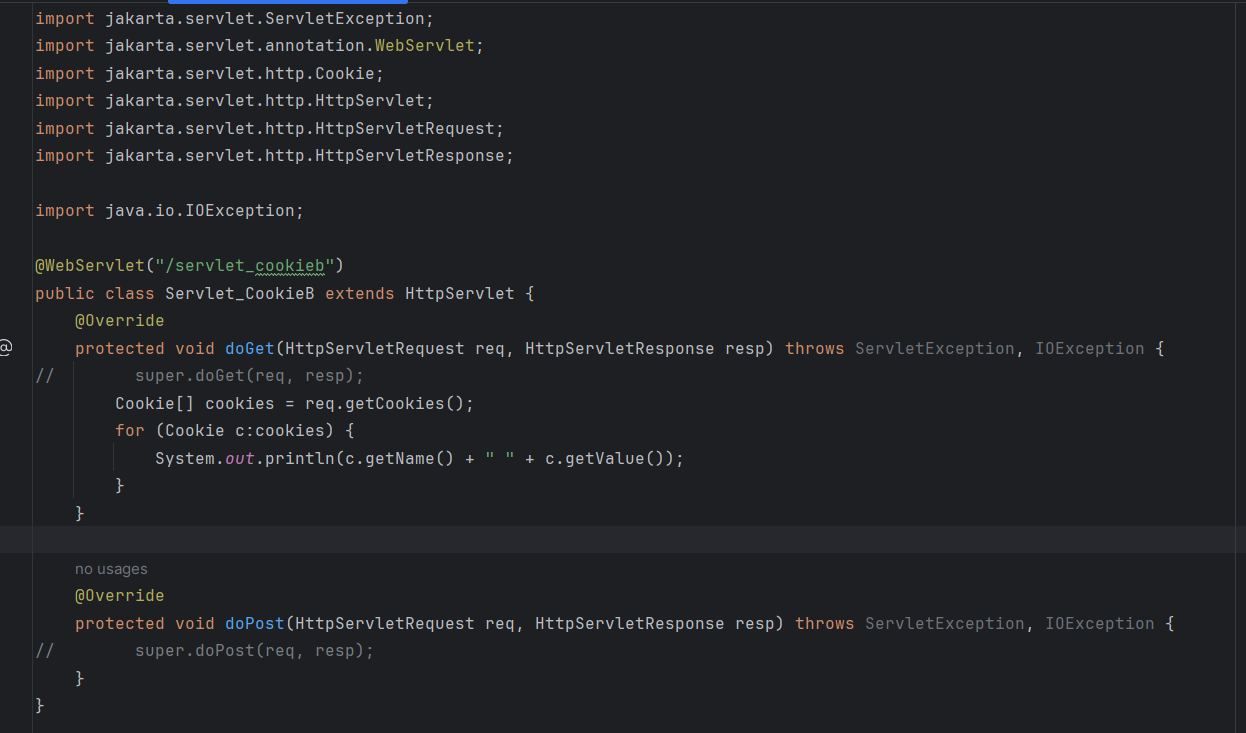 import jakarta.servlet.ServletException;
import jakarta.servlet.annotation.WebServlet;
import jakarta.servlet.http.Cookie;
import jakarta.servlet.http.HttpServlet;
import jakarta.servlet.http.HttpServletRequest;
import jakarta.servlet.http.HttpServletResponse;
import java.io.IOException;
@WebServlet("/servlet_cookieb")
public class Servlet_CookieB extends HttpServlet {
    @Override
@    protected void doGet(HttpServletRequest req, HttpServletResponse resp) throws ServletException, IOException {
//        super.doGet(req, resp);
        Cookie[] cookies = req.getCookies();
        for (Cookie c:cookies) {
            System.out.println(c.getName() + " " + c.getValue());
        }
    }
    no usages
    @Override
    protected void doPost(HttpServletRequest req, HttpServletResponse resp) throws ServletException, IOException {
//        super.doPost(req, resp);
    }
}